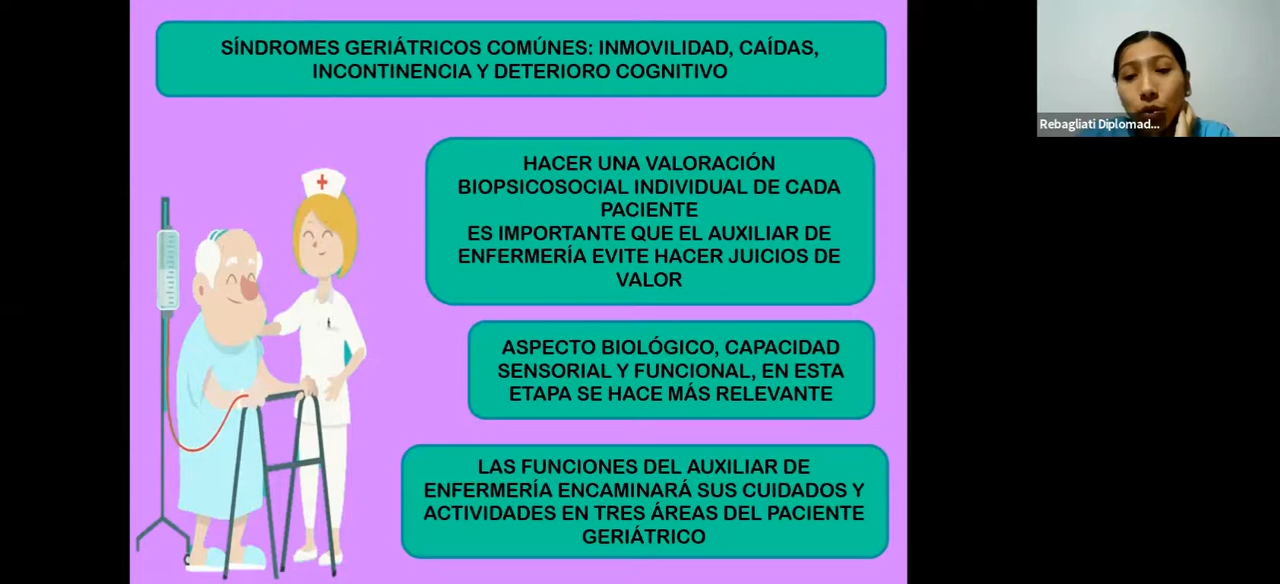 SÍNDROMES GERIÁTRICOS COMÚNES: INMOVILIDAD, CAÍDAS,
INCONTINENCIA Y DETERIORO COGNITIVO
HACER UNA VALORACIÓN
BIOPSICOSOCIAL INDIVIDUAL DE CADA
PACIENTE
ES IMPORTANTE QUE EL AUXILIAR DE
ENFERMERÍA EVITE HACER JUICIOS DE
VALOR
ASPECTO BIOLÓGICO, CAPACIDAD
SENSORIAL Y FUNCIONAL, EN ESTA
ETAPA SE HACE MÁS RELEVANTE
LAS FUNCIONES DEL AUXILIAR DE
ENFERMERÍA ENCAMINARÁ SUS CUIDADOS Y
ACTIVIDADES EN TRES ÁREAS DEL PACIENTE
GERIÁTRICO
Rebagliati Diplomad...